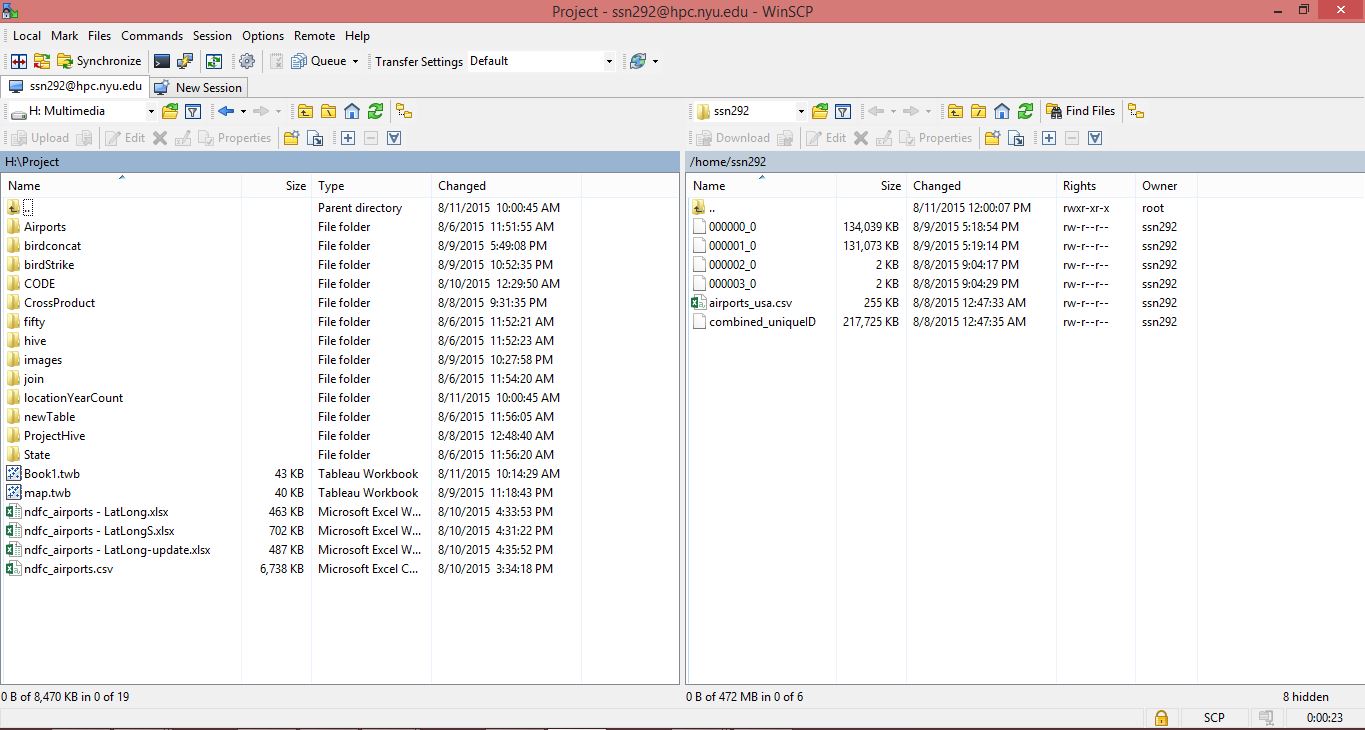 Project - ssn292@hpc.nyu.edu - WinSCP
Local Mark Files Commands Session Options Remote Help
Synchronize Queue Transfer Settings Default
ssn292@hpc.nyu.edu New Session
H: Multimedia ssn292 Find Files
Upload Edit Properties Download Edit Properties
H:\Project /home/ssn292
Name Size Type Changed Name Size Changed Rights Owner
.. Parent directory 8/11/2015 10:00:45 AM .. 8/11/2015 12:00:07 PM rwxr-xr-x root
Airports File folder 8/6/2015 11:51:55 AM 000000_0 134,039 KB 8/9/2015 5:18:54 PM rw-r--r-- ssn292
birdconcat File folder 8/9/2015 5:49:08 PM 000001_0 131,073 KB 8/9/2015 5:19:14 PM rw-r--r-- ssn292
birdStrike File folder 8/9/2015 10:52:35 PM 000002_0 2 KB 8/8/2015 9:04:17 PM rw-r--r-- ssn292
CODE File folder 8/10/2015 12:29:50 AM 000003_0 2 KB 8/8/2015 9:04:29 PM rw-r--r-- ssn292
CrossProduct File folder 8/8/2015 9:31:35 PM airports_usa.csv 255 KB 8/8/2015 12:47:33 AM rw-r--r-- ssn292
fifty File folder 8/6/2015 11:52:21 AM combined_uniqueID 217,725 KB 8/8/2015 12:47:35 AM rw-r--r-- ssn292
hive File folder 8/6/2015 11:52:23 AM
images File folder 8/9/2015 10:27:58 PM
join File folder 8/6/2015 11:54:20 AM
locationYearCount File folder 8/11/2015 10:00:45 AM
newTable File folder 8/6/2015 11:56:05 AM
ProjectHive File folder 8/8/2015 12:48:40 AM
State File folder 8/6/2015 11:56:20 AM
Book1.twb 43 KB Tableau Workbook 8/11/2015 10:14:29 AM
map.twb 40 KB Tableau Workbook 8/9/2015 11:18:43 PM
ndfc_airports - LatLong.xlsx 463 KB Microsoft Excel W... 8/10/2015 4:33:53 PM
ndfc_airports - LatLongS.xlsx 702 KB Microsoft Excel W... 8/10/2015 4:31:22 PM
ndfc_airports - LatLong-update.xlsx 487 KB Microsoft Excel W... 8/10/2015 4:35:52 PM
ndfc_airports.csv 6,738 KB Microsoft Excel C... 8/10/2015 3:34:18 PM
0 B of 8,470 KB in 0 of 19 0 B of 472 MB in 0 of 6 8 hidden
SCP 0:00:23